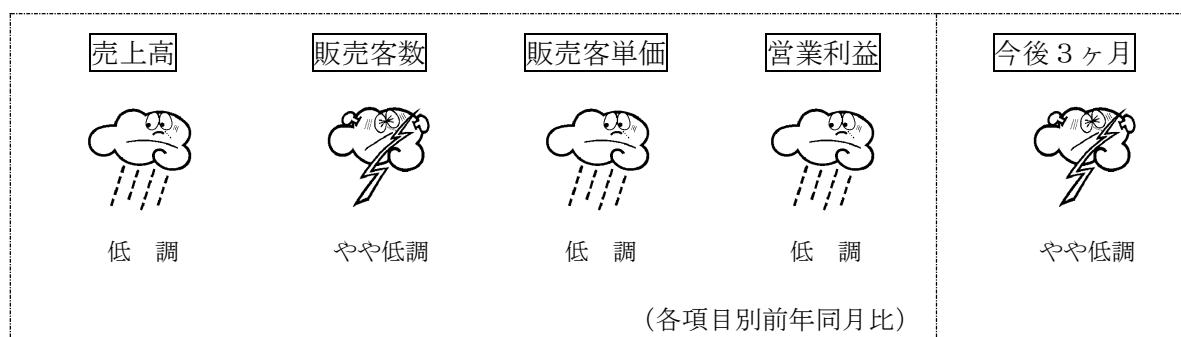 売上高 販売客数 販売客単価 営業利益 今後３ヶ月
低　調 やや低調 低　調 低　調 やや低調
（各項目別前年同月比）